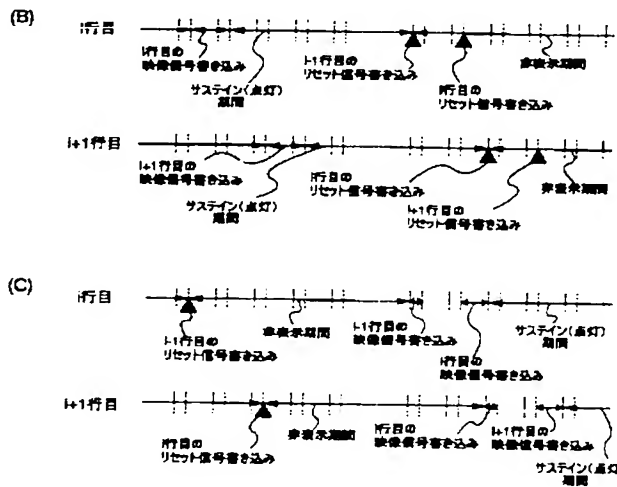 (B)
i行目
i行目の
映像信号書き込み
サステイン(点灯)
期間
i-1行目の
リセット信号書き込み
i行目の
リセット信号書き込み
非表示期間
i+1行目
i+1行目の
映像信号書き込み
サステイン(点灯)
期間
i行目の
リセット信号書き込み
i+1行目の
リセット信号書き込み
非表示期間
(C)
i行目
i-1行目の
リセット信号書き込み
非表示期間
i-1行目の
映像信号書き込み
i行目の
映像信号書き込み
サステイン(点灯)
期間
i+1行目
i行目の
リセット信号書き込み
非表示期間
i行目の
映像信号書き込み
i+1行目の
映像信号書き込み
サステイン(点灯)
期間